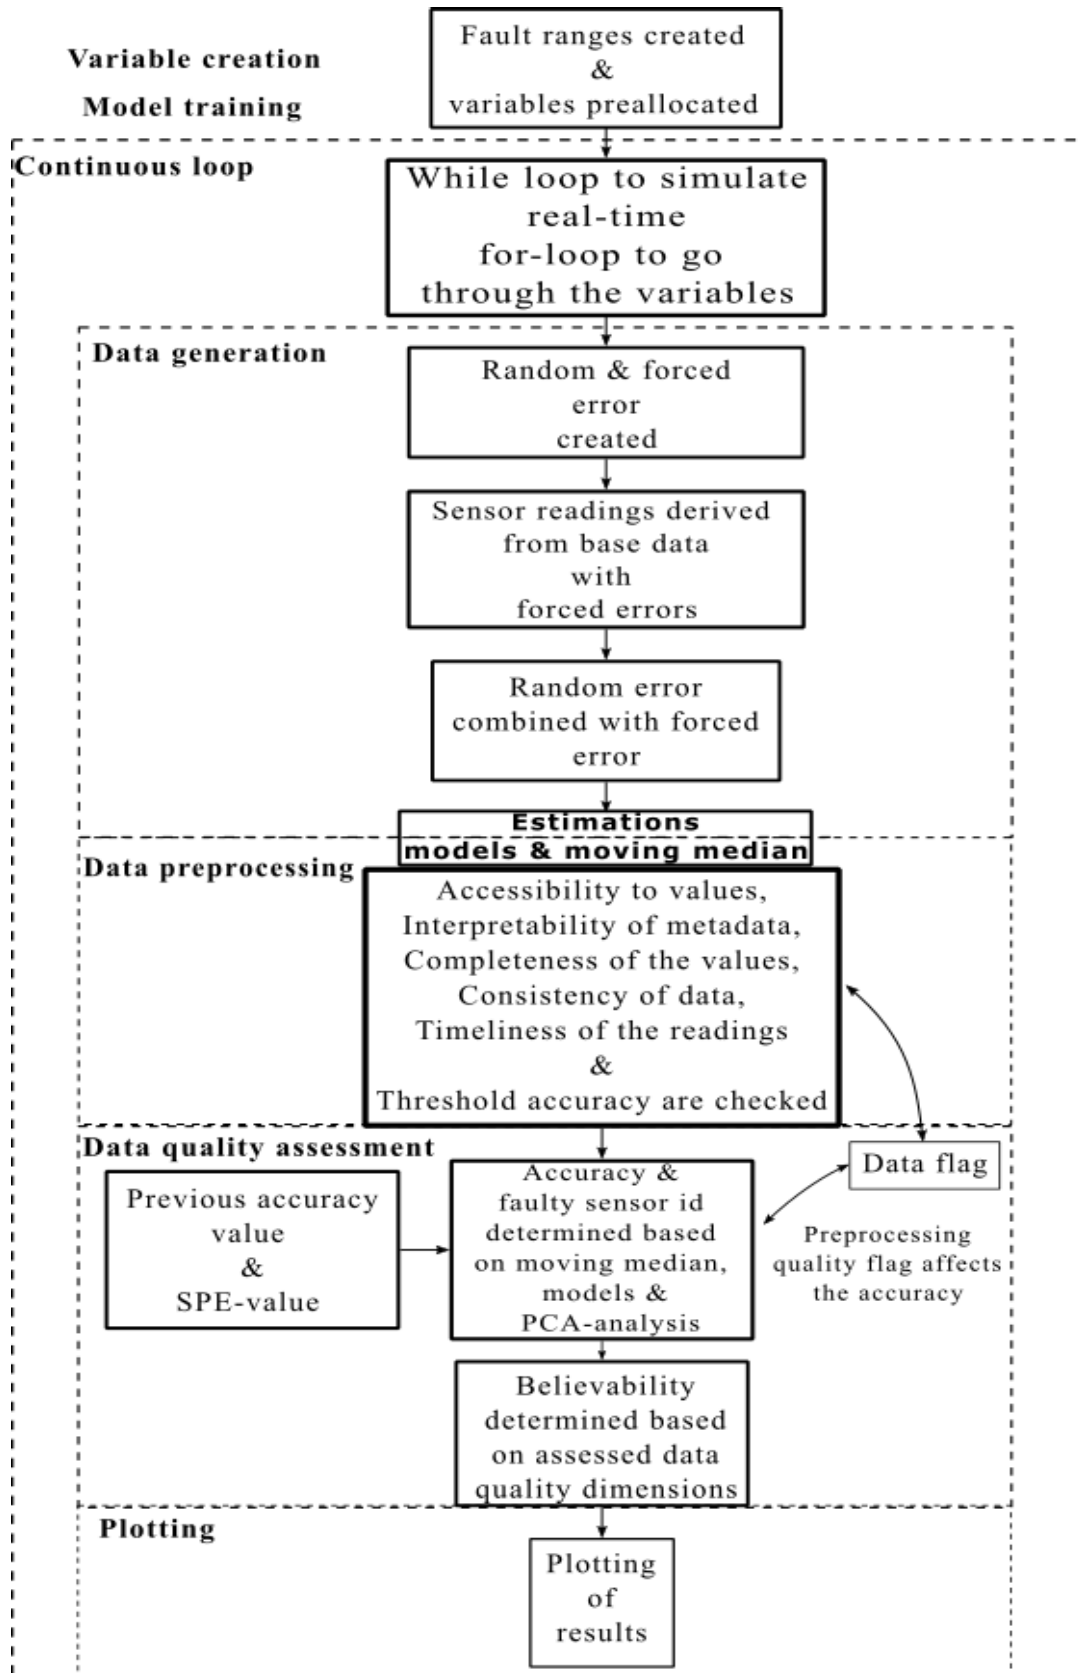 Variable creation
Model training
Fault ranges created
&
variables preallocated
Continuous loop
While loop to simulate
real-time
for-loop to go
through the variables
Data generation
Random & forced
error
created
Sensor readings derived
from base data
with
forced errors
Random error
combined with forced
error
Estimations
models & moving median
Data preprocessing
Accessibility to values,
Interpretability of metadata,
Completeness of the values,
Consistency of data,
Timeliness of the readings
&
Threshold accuracy are checked
Data quality assessment
Data flag
Previous accuracy
value
&
SPE-value
Accuracy &
faulty sensor id
determined based
on moving median,
models &
PCA-analysis
Preprocessing
quality flag affects
the accuracy
Believability
determined based
on assessed data
quality dimensions
Plotting
Plotting
of
results